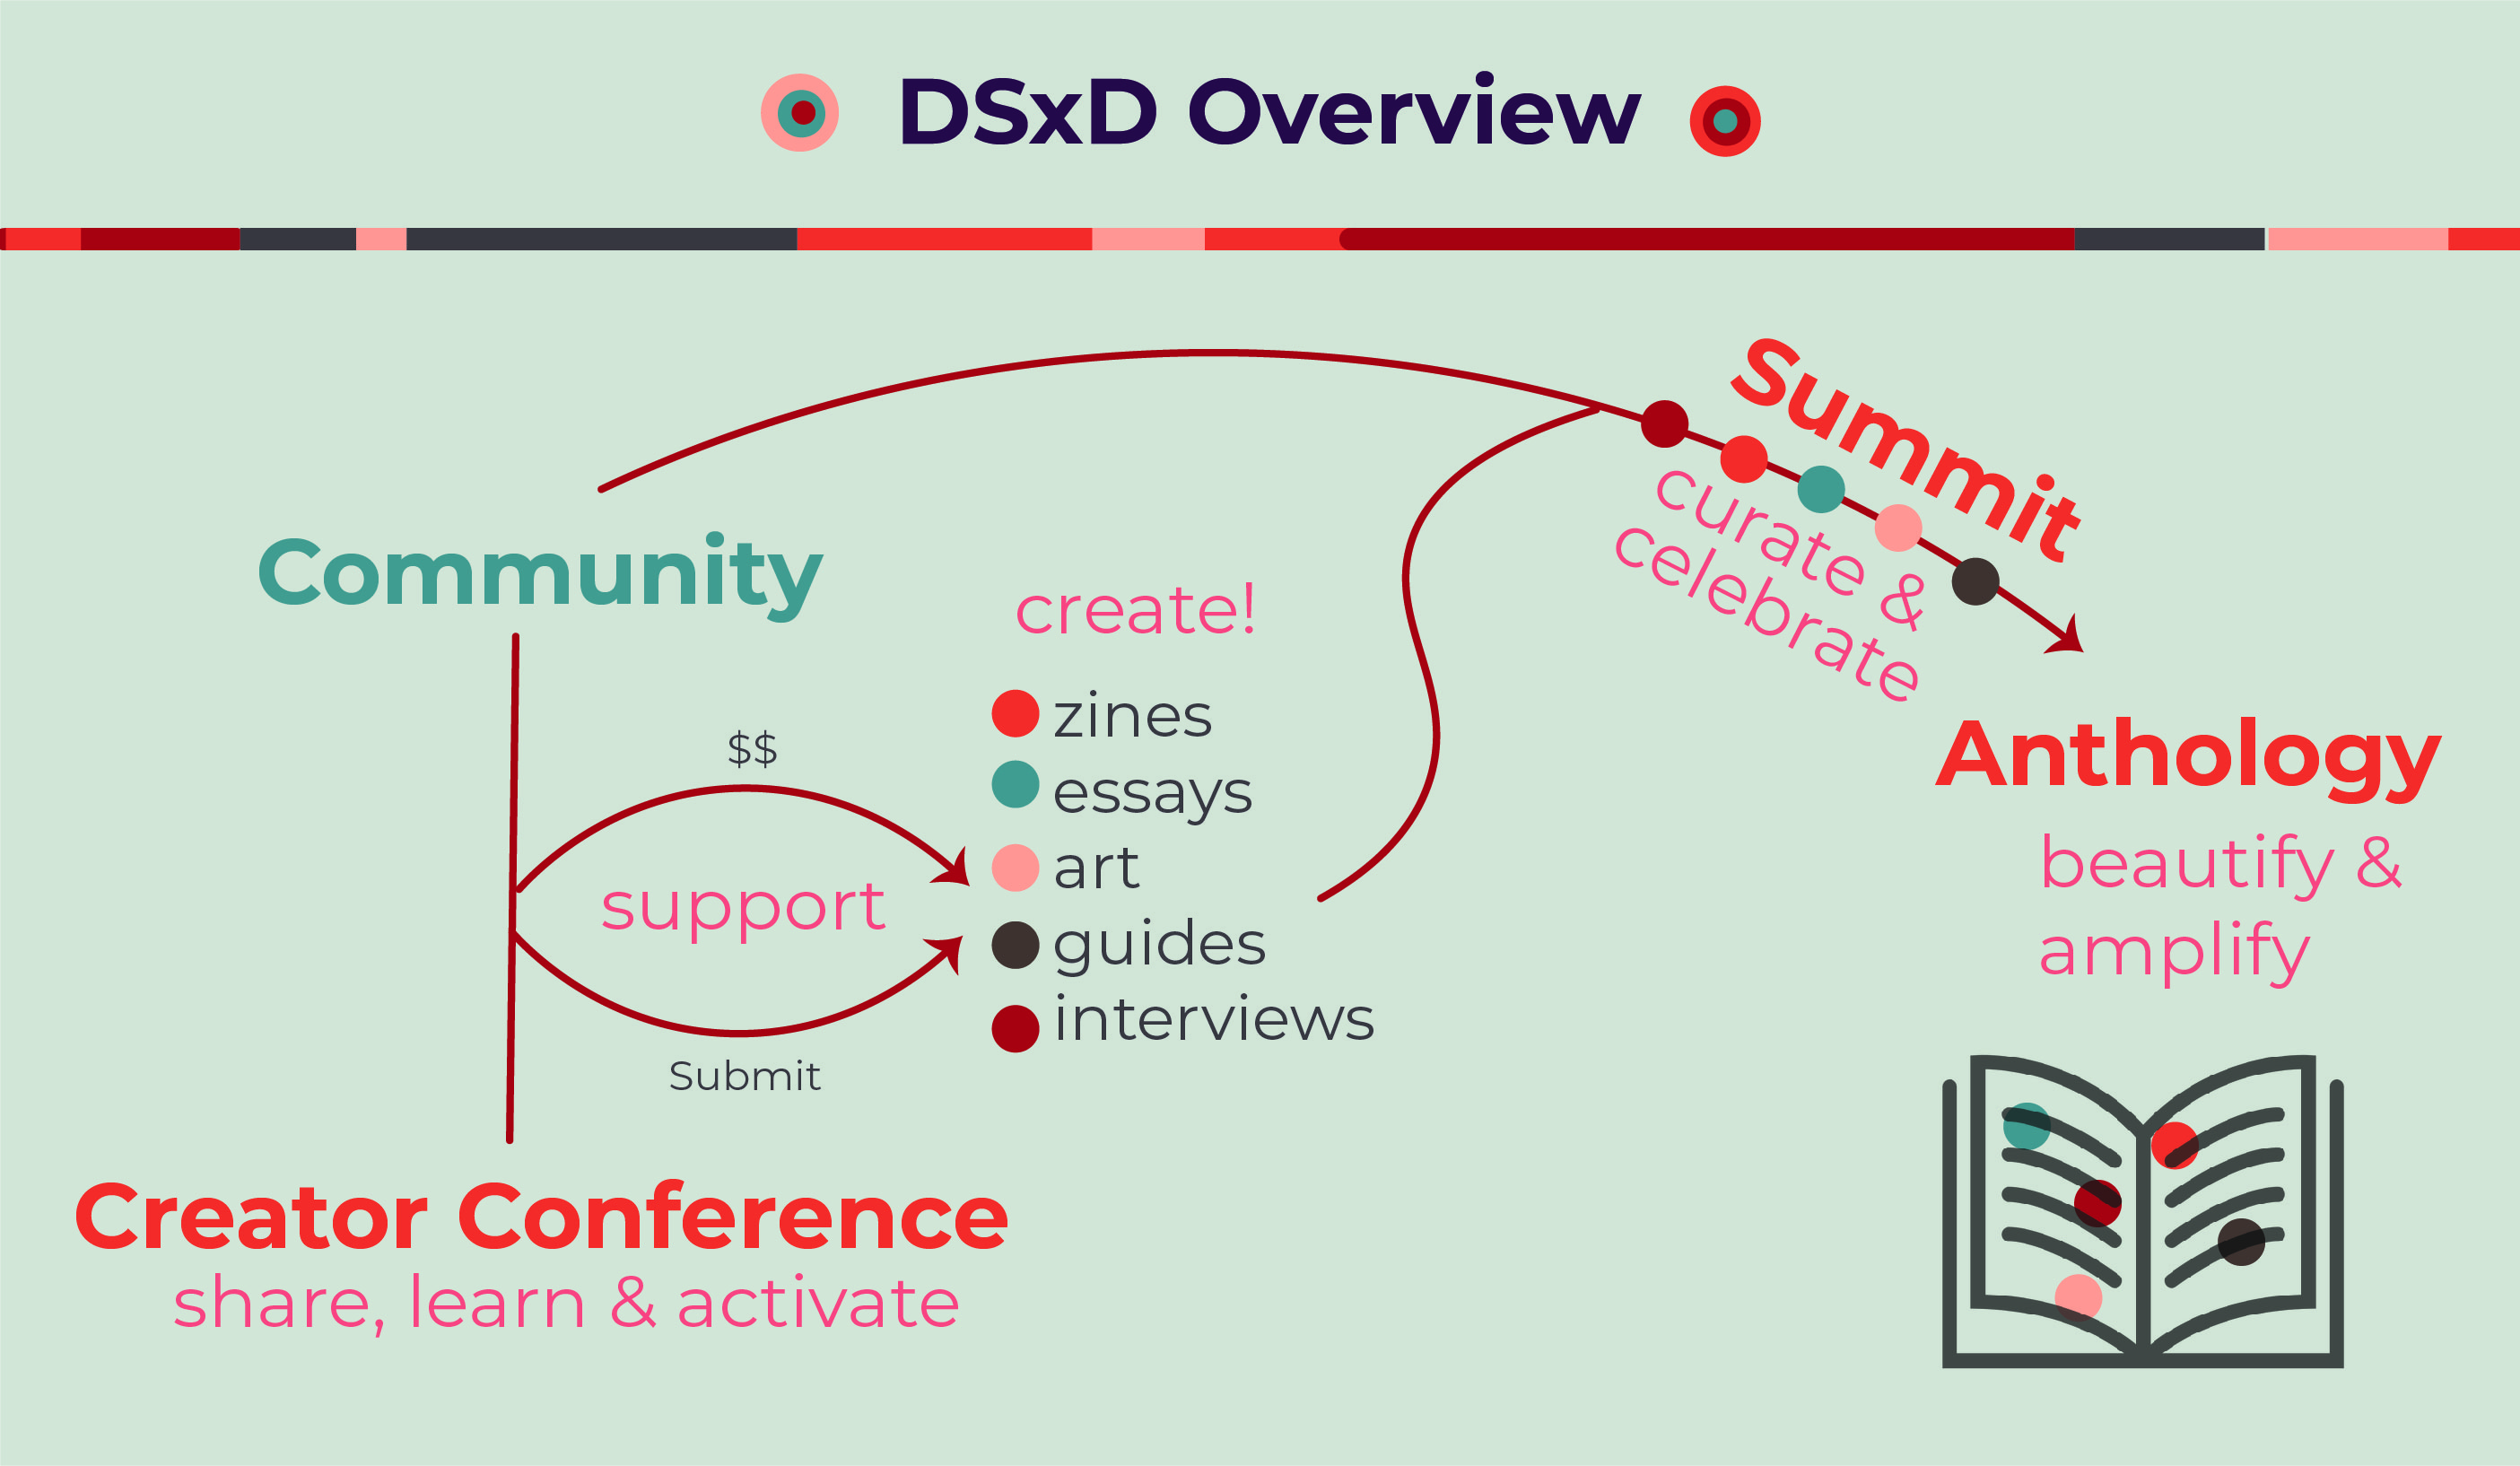 DSxD Overview
Community
$$
support
Submit
Creator Conference
share, learn & activate
create!
zines
essays
art
guides
interviews
Summit
curate &
celebrate
Anthology
beautify &
amplify